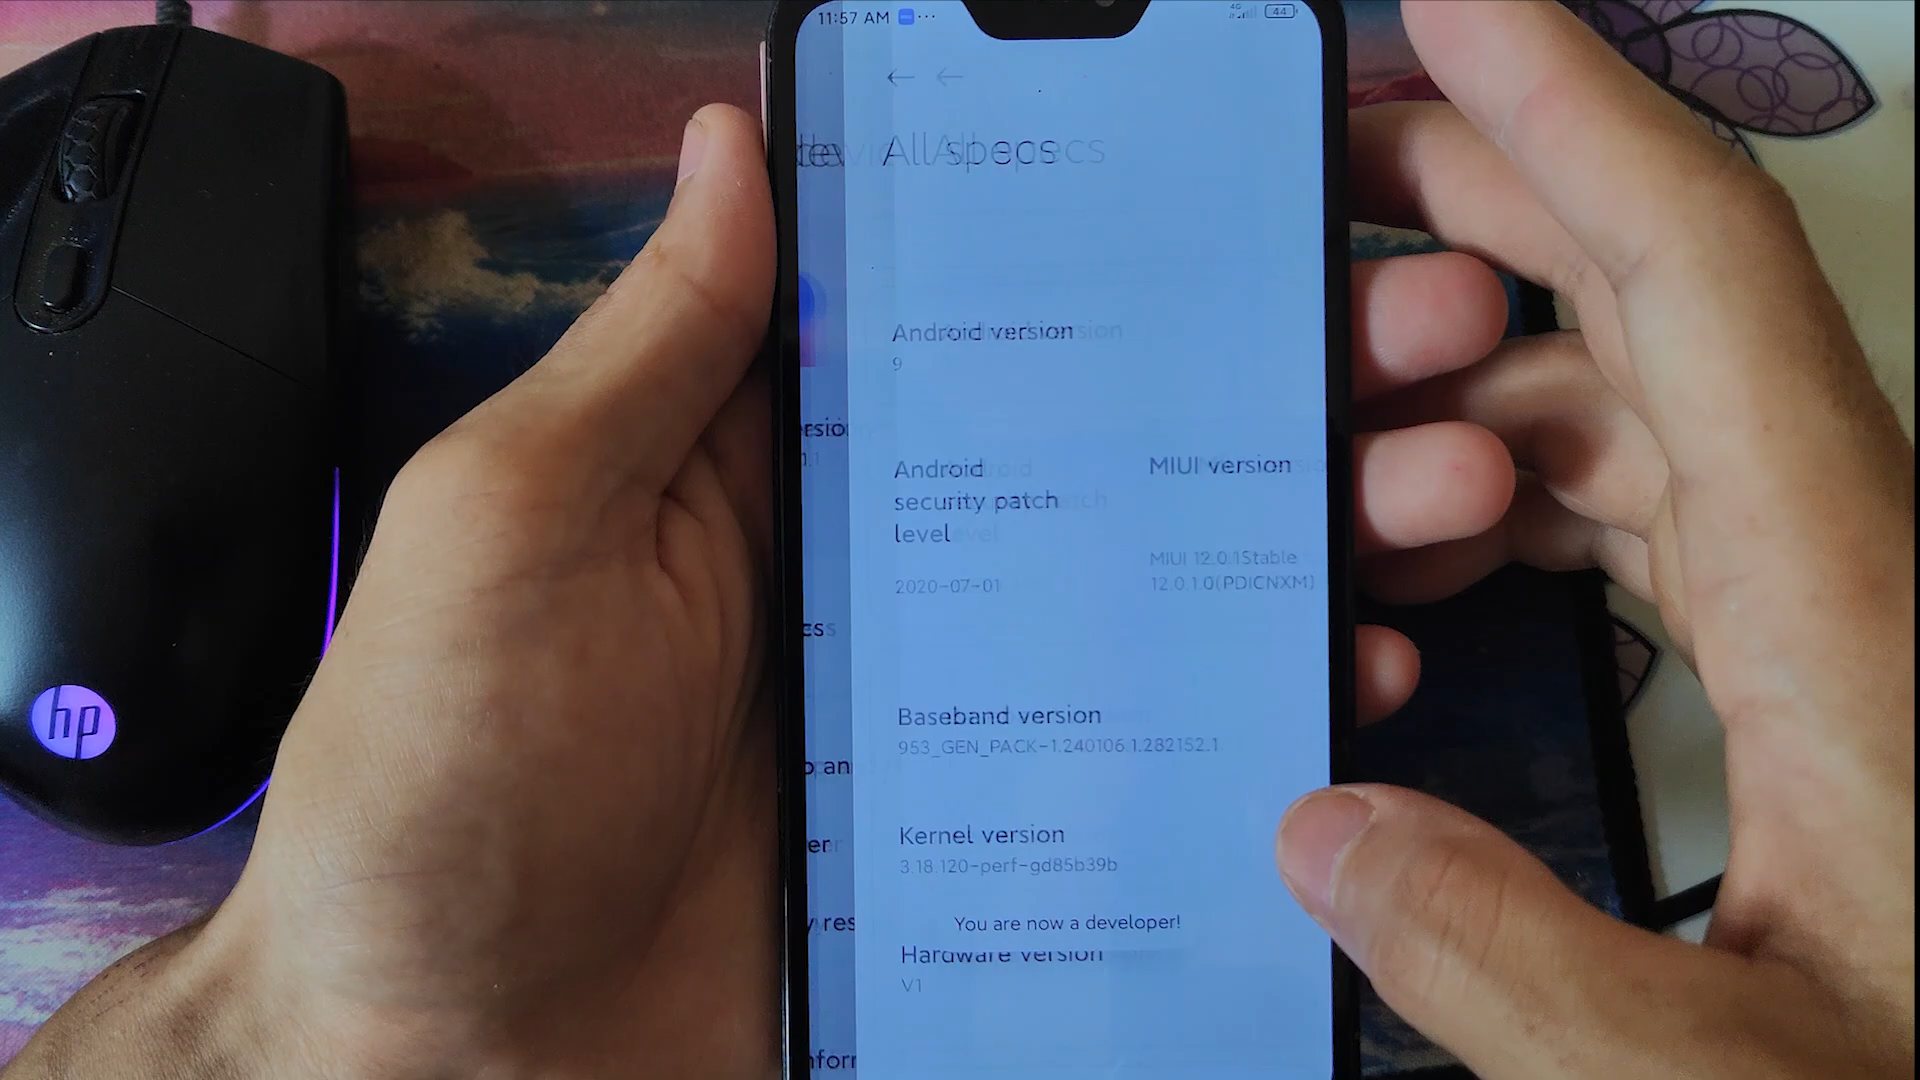 11:57 AM
4G
44
All specs
Android version
9
Android
security patch
level
2020-07-01
MIUI version
MIUI 12.0.1Stable
12.0.1.0(PDICNXM)
Baseband version
953_GEN_PACK-1.240106.1.282152.1
Kernel version
3.18.120-perf-gd85b39b
You are now a developer!
Hardware version
V1
hp